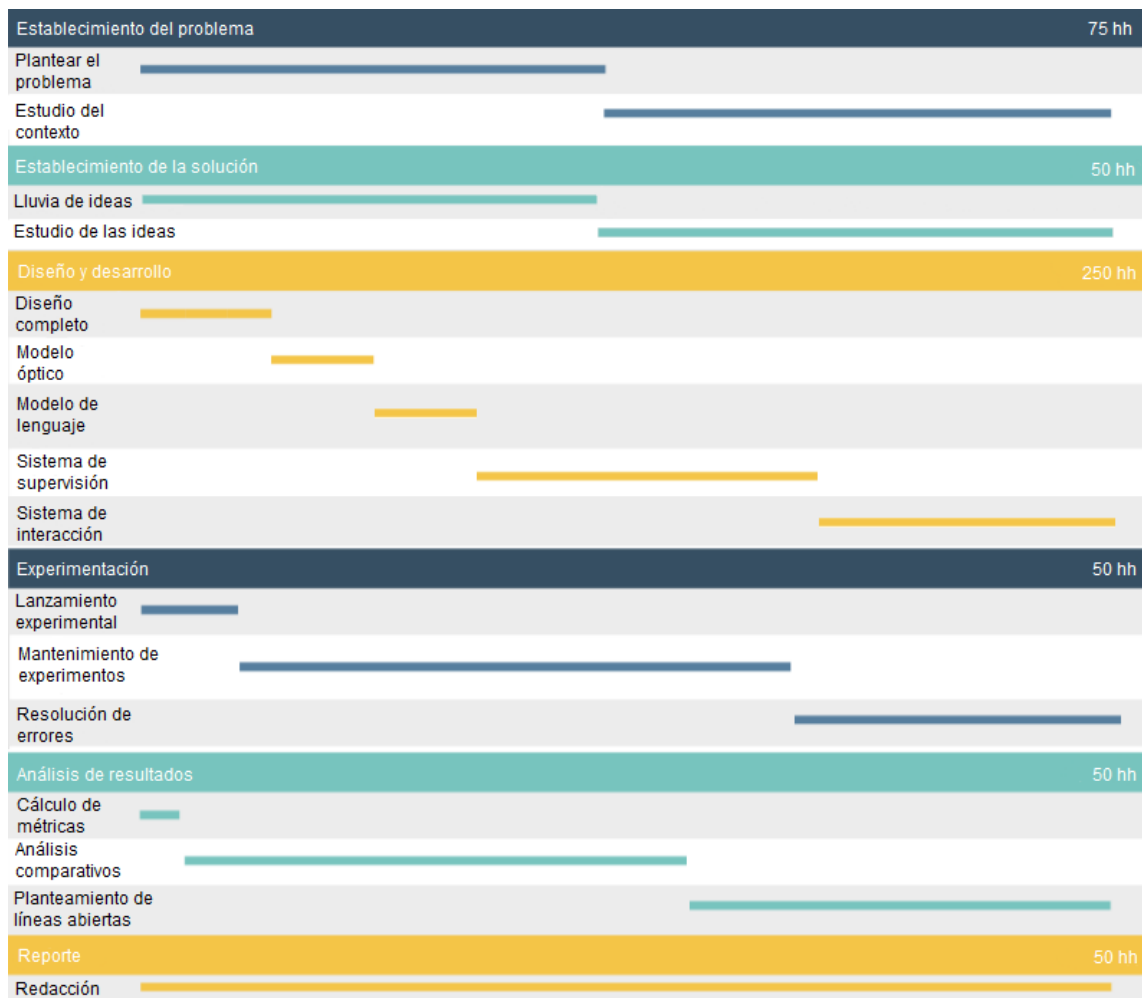 Establecimiento del problema 75 hh
Plantear el
problema
Estudio del
contexto
Establecimiento de la solución 50 hh
Lluvia de ideas
Estudio de las ideas
Diseño y desarrollo 250 hh
Diseño
completo
Modelo
óptico
Modelo de
lenguaje
Sistema de
supervisión
Sistema de
interacción
Experimentación 50 hh
Lanzamiento
experimental
Mantenimiento de
experimentos
Resolución de
errores
Análisis de resultados 50 hh
Cálculo de
métricas
Análisis
comparativos
Planteamiento de
líneas abiertas
Reporte 50 hh
Redacción